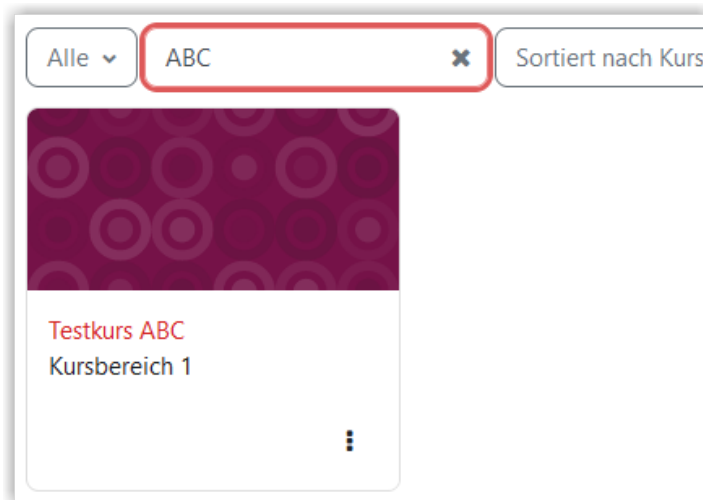 Alle
ABC
Sortiert nach Kurs
Testkurs ABC
Kursbereich 1